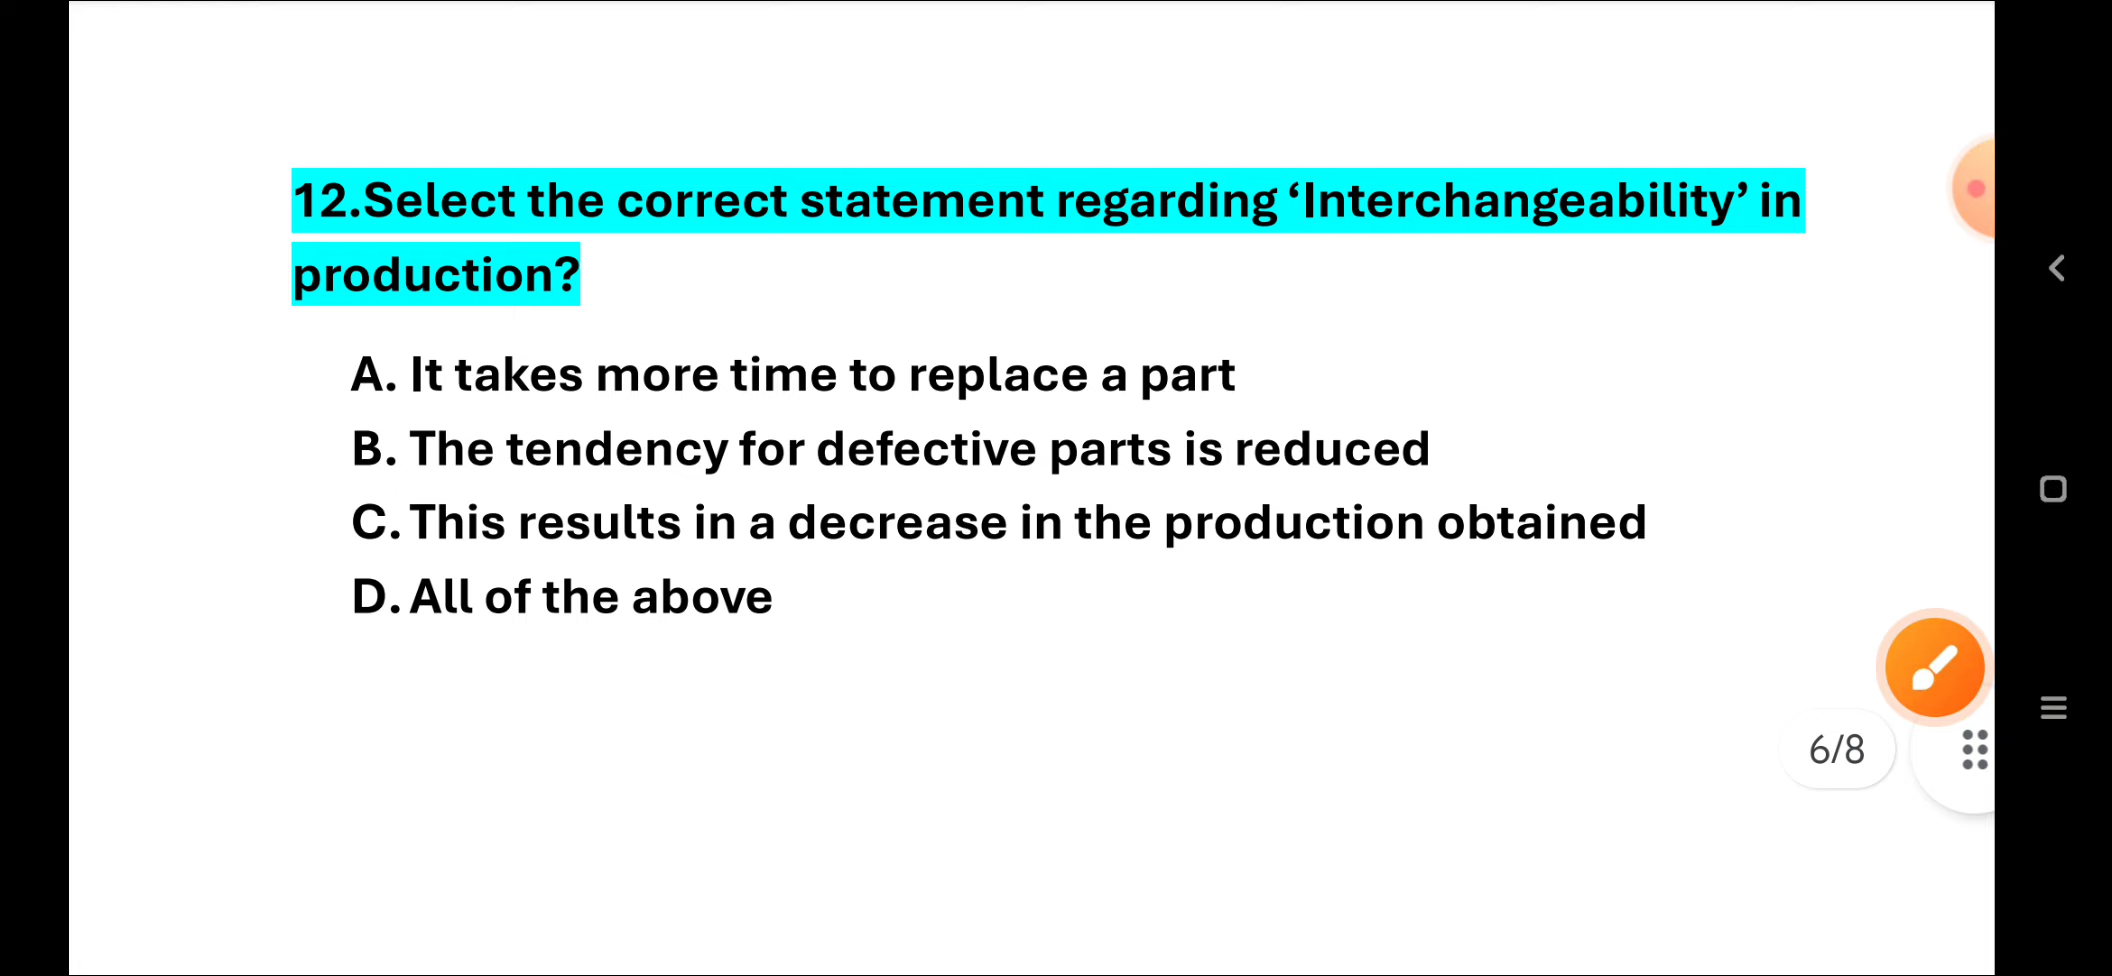 12.Select the correct statement regarding ‘Interchangeability’ in
production?
A. It takes more time to replace a part
B. The tendency for defective parts is reduced
C. This results in a decrease in the production obtained
D. All of the above
6/8